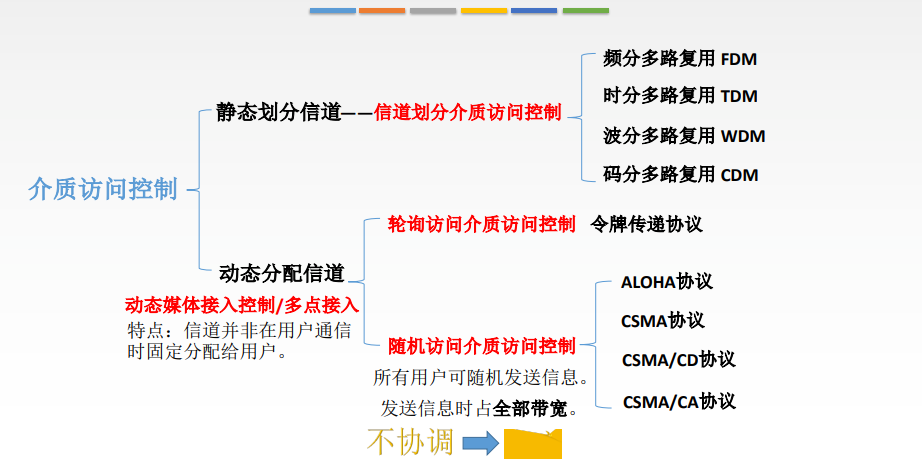 频分多路复用 FDM
时分多路复用 TDM
静态划分信道——信道划分介质访问控制
波分多路复用 WDM
码分多路复用 CDM
介质访问控制
轮询访问介质访问控制 令牌传递协议
动态分配信道
动态媒体接入控制/多点接入
特点：信道并非在用户通信
时固定分配给用户。
ALOHA协议
CSMA协议
随机访问介质访问控制
CSMA/CD协议
所有用户可随机发送信息。
CSMA/CA协议
发送信息时占全部带宽。
不协调